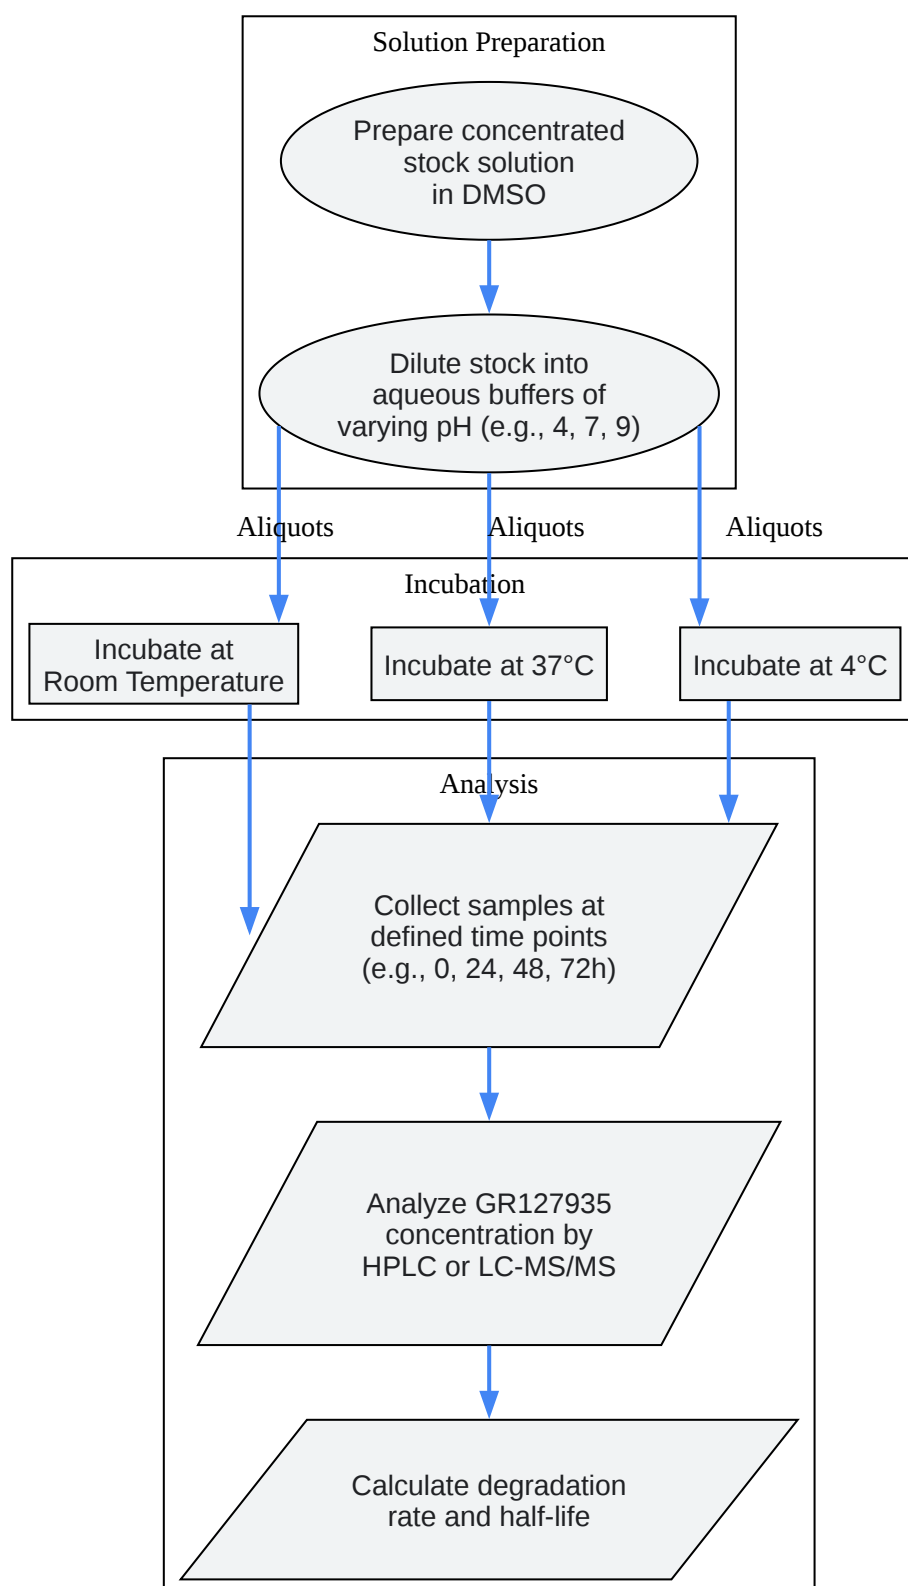 Solution Preparation
Prepare concentrated
stock solution
in DMSO
Dilute stock into
aqueous buffers of
varying pH (e.g., 4, 7, 9)
Aliquots
Aliquots
Aliquots
Incubation
Incubate at
Room Temperature
Incubate at 37°C
Incubate at 4°C
Analysis
Collect samples at
defined time points
(e.g., 0, 24, 48, 72h)
Analyze GR127935
concentration by
HPLC or LC-MS/MS
Calculate degradation
rate and half-life